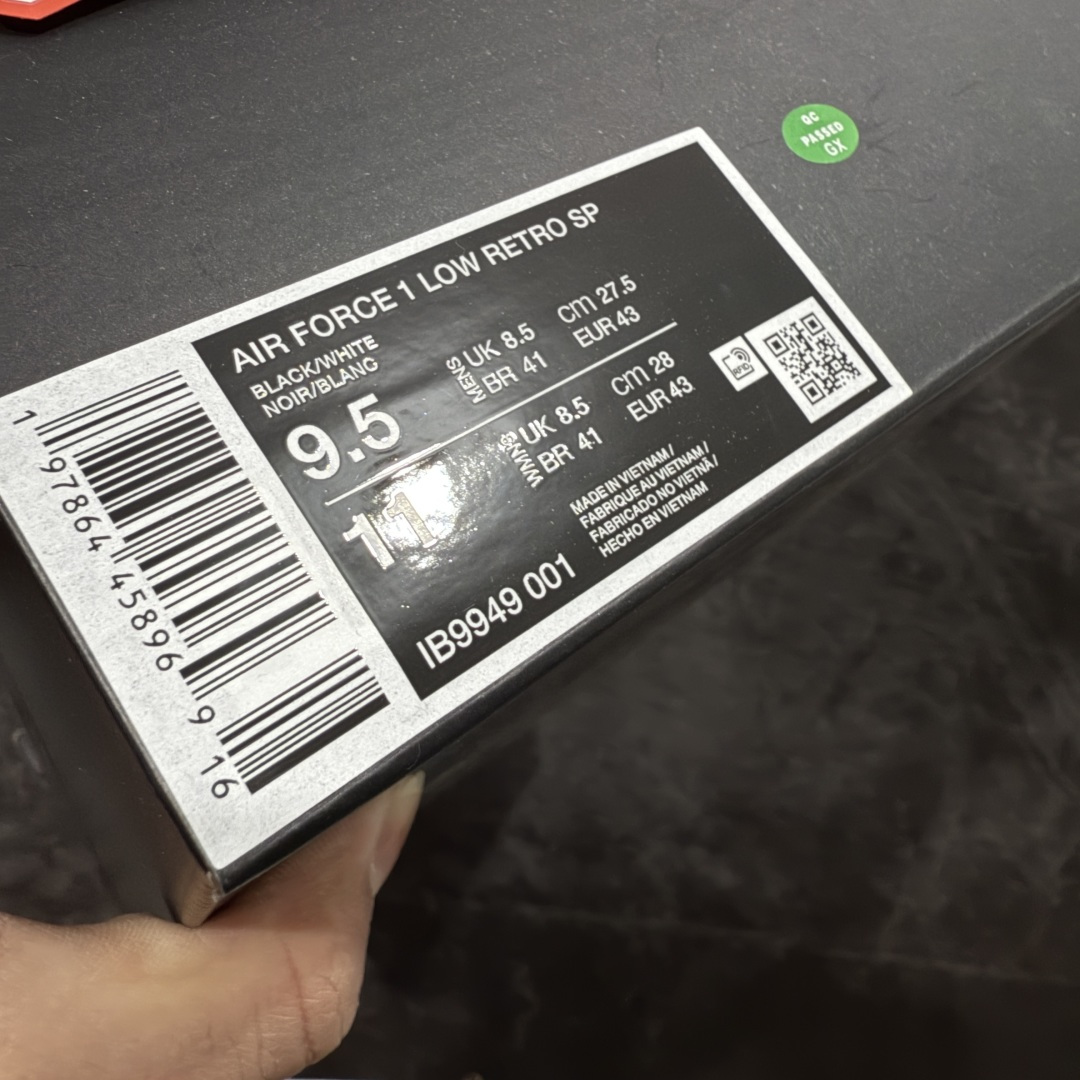 QC
PASSED
GX
AIR FORCE 1 LOW RETRO SP
BLACK/WHITE
NOIR/BLANC
9.5
MENS
UK 8.5
BR 41
cm 27.5
EUR 43
11
WMNS
UK 8.5
BR 41
cm 28
EUR 43
RFID
MADE IN VIETNAM /
FABRIQUE AU VIETNAM /
FABRICADO NO VIETNÃ /
HECHO EN VIETNAM
IB9949 001
1 97864 45896 9 16